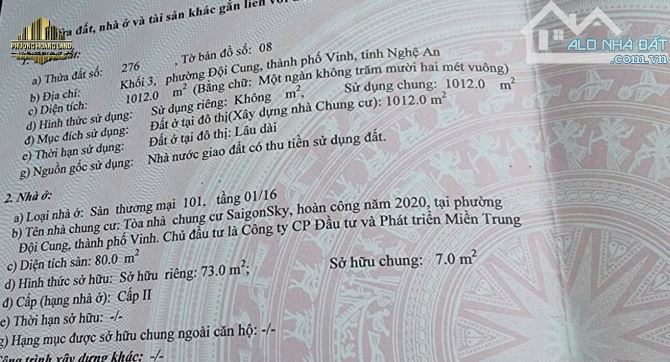 PHƯỢNG HOÀNG LAND
ALO NHÀ ĐẤT
.com.vn
đất, nhà ở và tài sản khác gắn liền với
a) Thửa đất số: 276 , Tờ bản đồ số: 08
b) Địa chỉ: Khối 3, phường Đội Cung, thành phố Vinh, tỉnh Nghệ An
c) Diện tích: 1012.0 m² (Bằng chữ: Một ngàn không trăm mười hai mét vuông)
d) Hình thức sử dụng: Sử dụng riêng: Không m², Sử dụng chung: 1012.0 m²
đ) Mục đích sử dụng: Đất ở tại đô thị(Xây dựng nhà Chung cư): 1012.0 m²
e) Thời hạn sử dụng: Đất ở tại đô thị: Lâu dài
g) Nguồn gốc sử dụng: Nhà nước giao đất có thu tiền sử dụng đất.
2. Nhà ở:
a) Loại nhà ở: Sàn thương mại 101, tầng 01/16
b) Tên nhà chung cư: Tòa nhà chung cư SaigonSky, hoàn công năm 2020, tại phường
Đội Cung, thành phố Vinh. Chủ đầu tư là Công ty CP Đầu tư và Phát triển Miền Trung
c) Diện tích sàn: 80.0 m²
d) Hình thức sở hữu: Sở hữu riêng: 73.0 m²; Sở hữu chung: 7.0 m²
đ) Cấp (hạng nhà ở): Cấp II
e) Thời hạn sở hữu: -/-
g) Hạng mục được sở hữu chung ngoài căn hộ: -/-
Công trình xây dựng khác: -/-